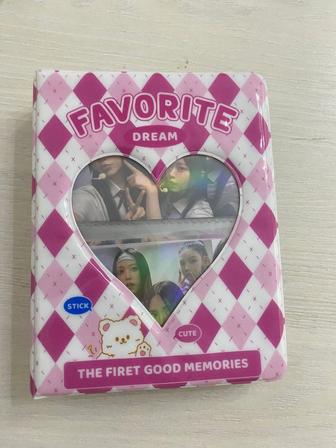 FAVORITE
DREAM
STICK
CUTE
THE FIRET GOOD MEMORIES